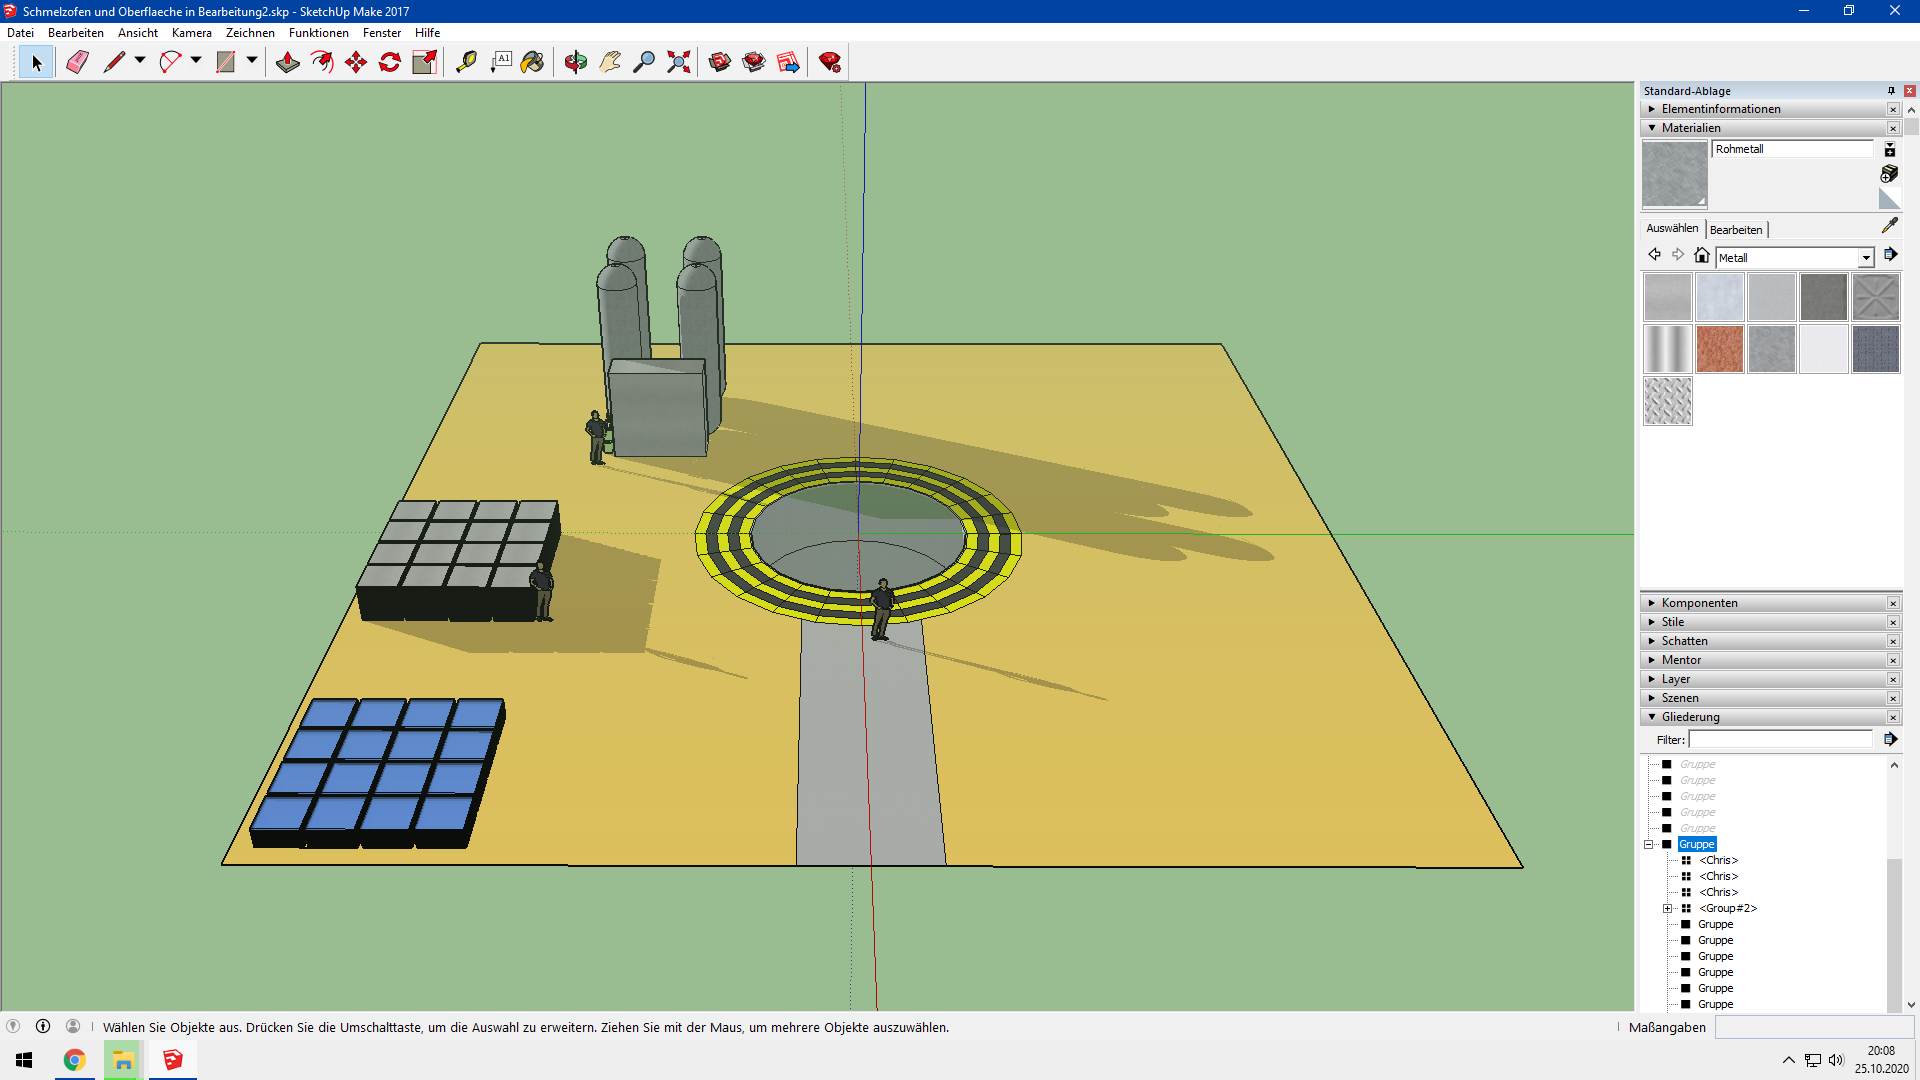 Schmelzofen und Oberflaeche in Bearbeitung2.skp - SketchUp Make 2017
Datei Bearbeiten Ansicht Kamera Zeichnen Funktionen Fenster Hilfe
A1
Standard-Ablage
Elementinformationen
Materialien
Rohmetall
Auswählen Bearbeiten
Metall
Komponenten
Stile
Schatten
Mentor
Layer
Szenen
Gliederung
Filter:
Gruppe
Gruppe
Gruppe
Gruppe
Gruppe
Gruppe
<Chris>
<Chris>
<Chris>
<Group#2>
Gruppe
Gruppe
Gruppe
Gruppe
Gruppe
Gruppe
Wählen Sie Objekte aus. Drücken Sie die Umschalttaste, um die Auswahl zu erweitern. Ziehen Sie mit der Maus, um mehrere Objekte auszuwählen.
Maßangaben
20:08
25.10.2020